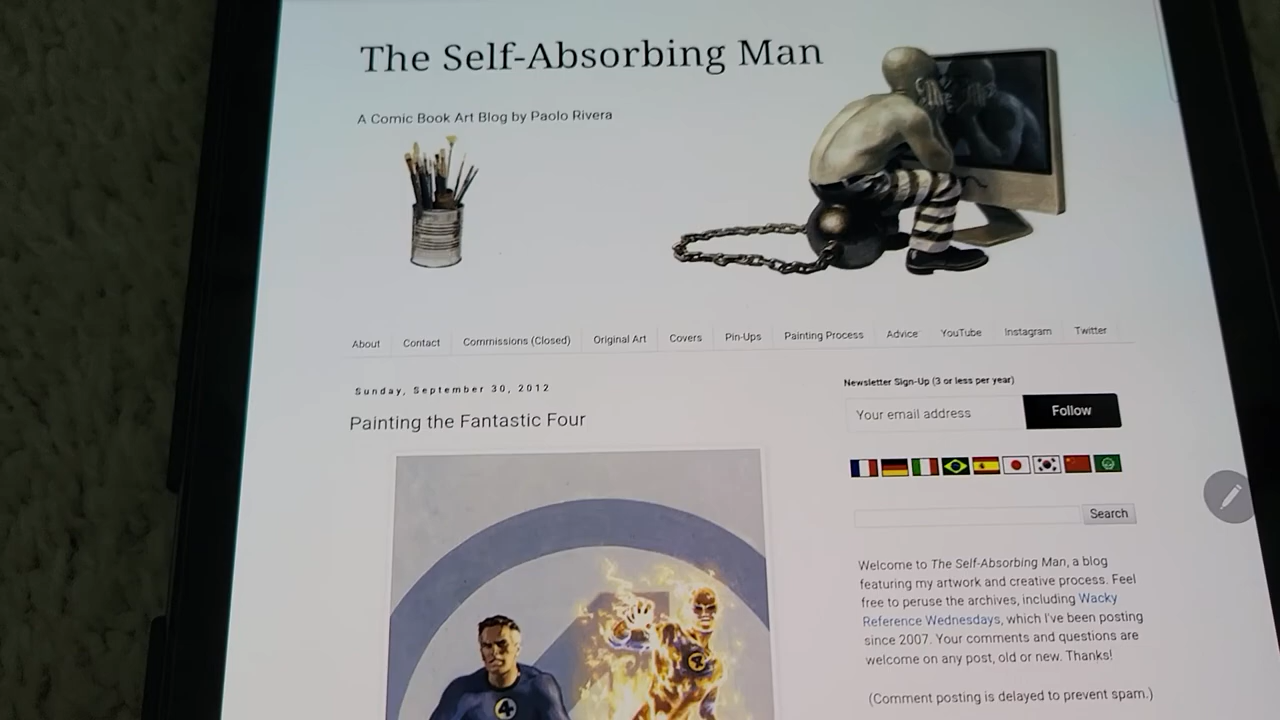 The Self-Absorbing Man
A Comic Book Art Blog by Paolo Rivera
About Contact Commissions (Closed) Original Art Covers Pin-Ups Painting Process Advice YouTube Instagram Twitter
Sunday, September 30, 2012
Painting the Fantastic Four
4
4
Newsletter Sign-Up (3 or less per year)
Your email address Follow
Search
Welcome to The Self-Absorbing Man, a blog
featuring my artwork and creative process. Feel
free to peruse the archives, including Wacky
Reference Wednesdays, which I've been posting
since 2007. Your comments and questions are
welcome on any post, old or new. Thanks!
(Comment posting is delayed to prevent spam.)